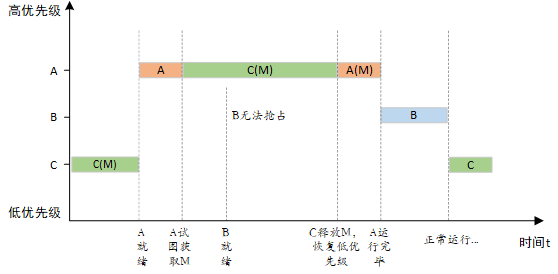 高优先级
A
A
C(M)
A(M)
B
B无法抢占
B
C
C(M)
C
低优先级
A
就
绪
A试
图获
取M
B
就
绪
C释放M，
恢复低优
先级
A运
行完
毕
正常运行...
时间t